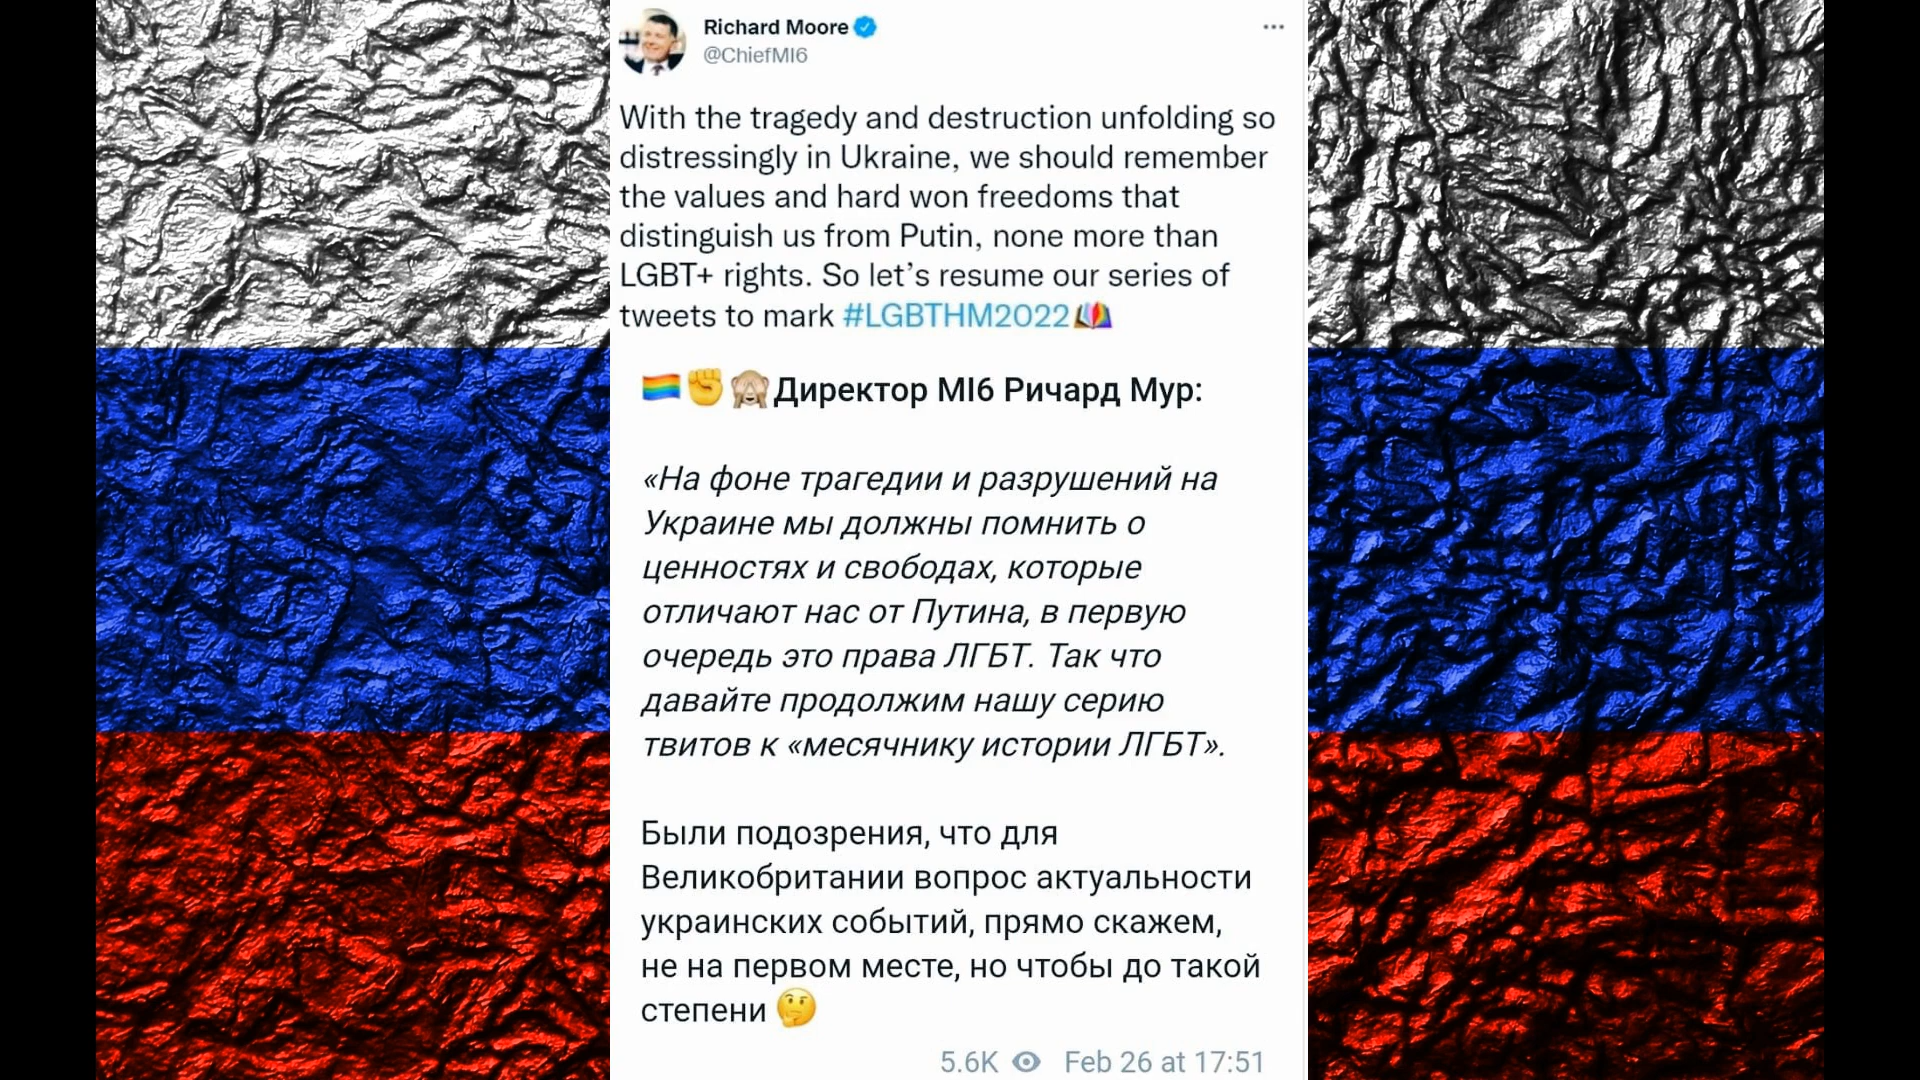 Richard Moore
@ChiefMI6
With the tragedy and destruction unfolding so
distressingly in Ukraine, we should remember
the values and hard won freedoms that
distinguish us from Putin, none more than
LGBT+ rights. So let’s resume our series of
tweets to mark #LGBTHM2022
🏳️‍🌈✊🙈Директор MI6 Ричард Мур:
«На фоне трагедии и разрушений на
Украине мы должны помнить о
ценностях и свободах, которые
отличают нас от Путина, в первую
очередь это права ЛГБТ. Так что
давайте продолжим нашу серию
твитов к «месячнику истории ЛГБТ».
Были подозрения, что для
Великобритании вопрос актуальности
украинских событий, прямо скажем,
не на первом месте, но чтобы до такой
степени 🤔
5.6K Feb 26 at 17:51